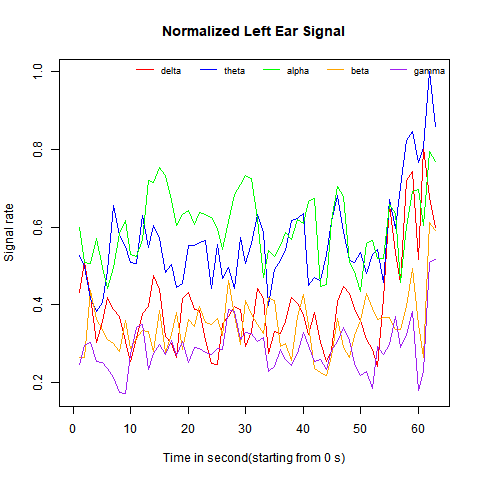 Normalized Left Ear Signal
delta theta alpha beta gamma
Signal rate
1.0
0.8
0.6
0.4
0.2
0 10 20 30 40 50 60
Time in second(starting from 0 s)